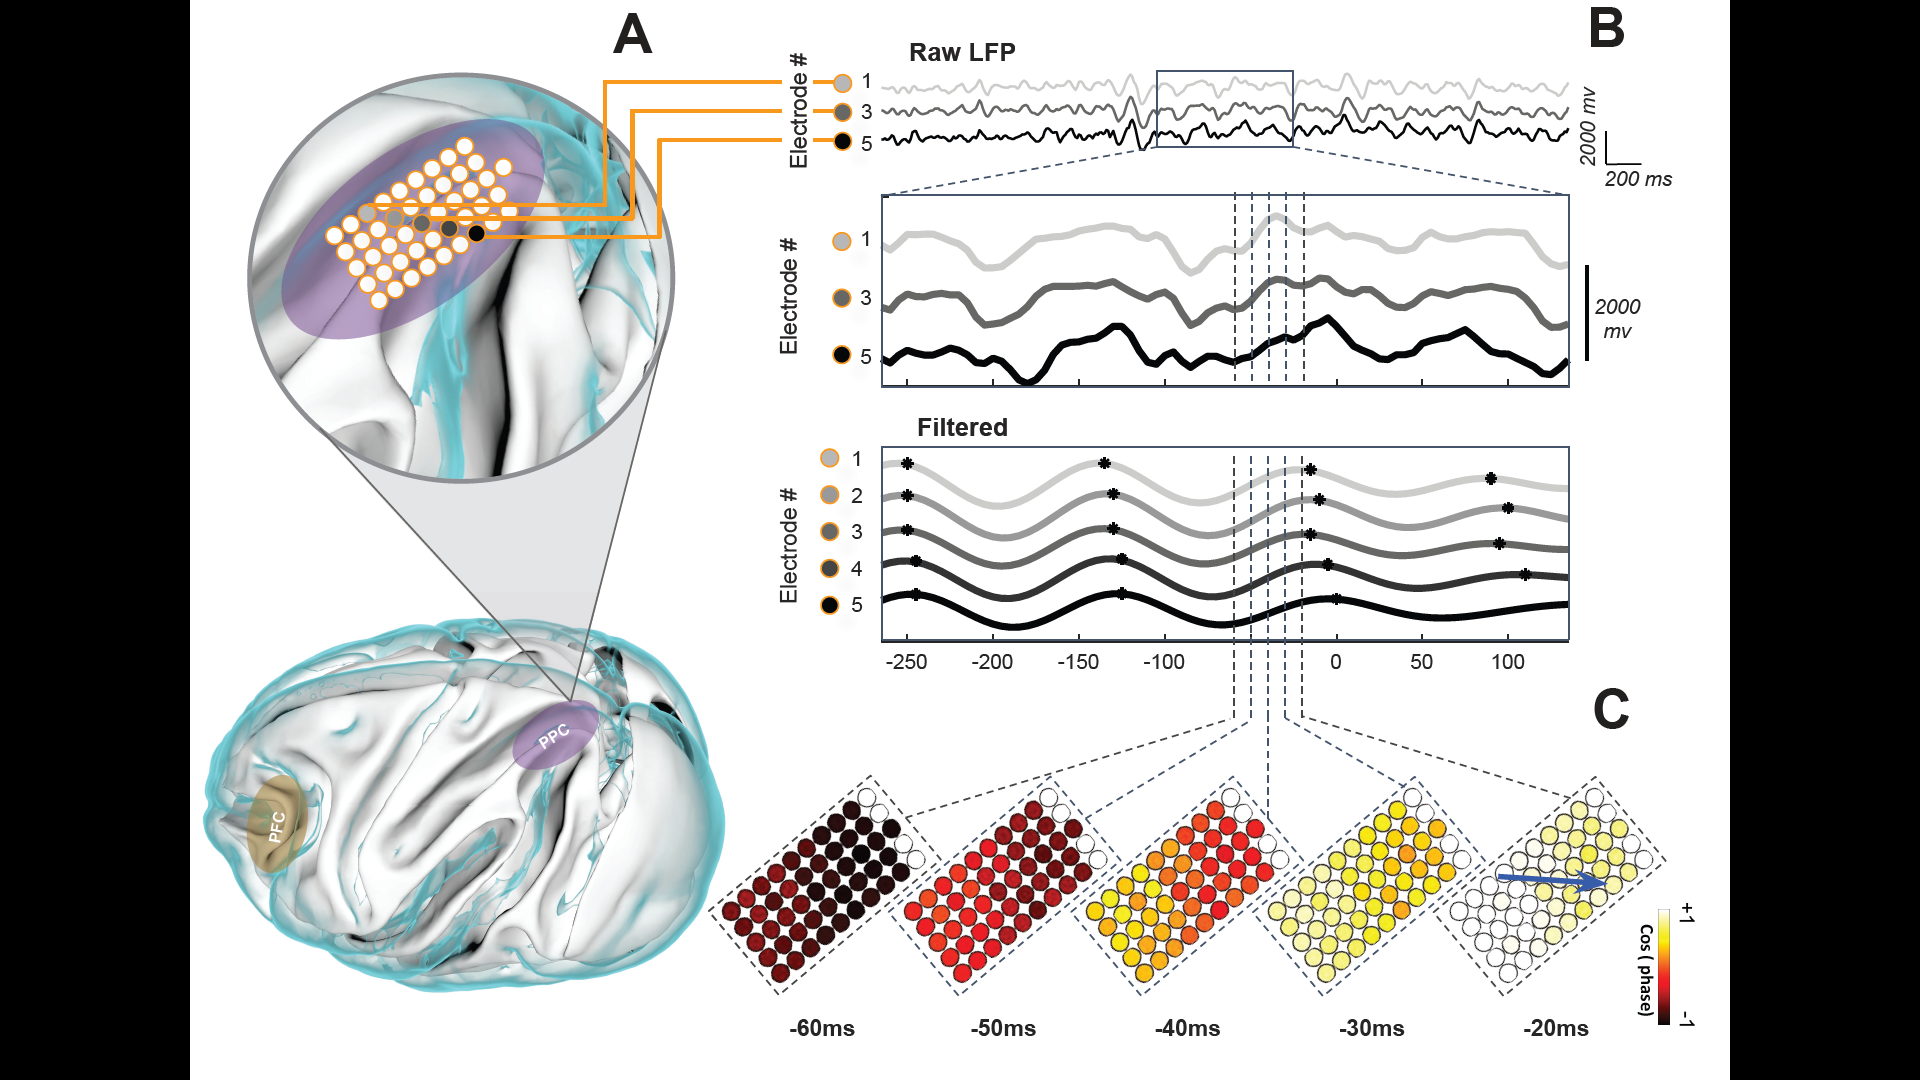 A
B
Raw LFP
Electrode #
1
3
5
2000 mv
200 ms
Electrode #
1
3
5
2000
mv
Filtered
Electrode #
1
2
3
4
5
-250 -200 -150 -100 0 50 100
C
PPC
PFC
+1
Cos ( phase)
-1
-60ms -50ms -40ms -30ms -20ms